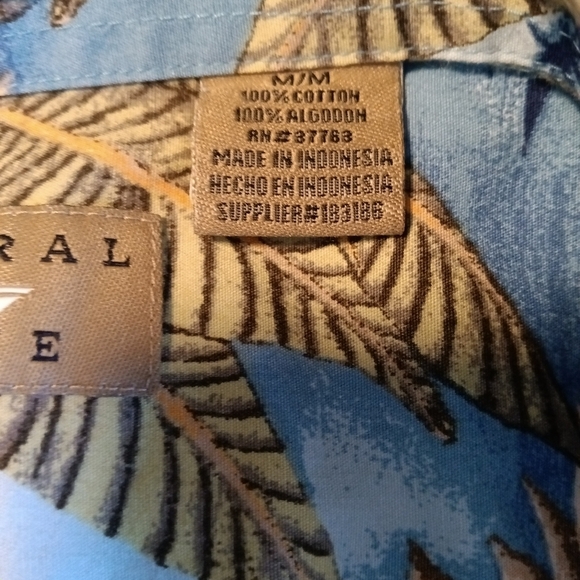 M/M
100% COTTON
100% ALGODON
RN# 37763
MADE IN INDONESIA
HECHO EN INDONESIA
SUPPLIER#183186
RAL
E